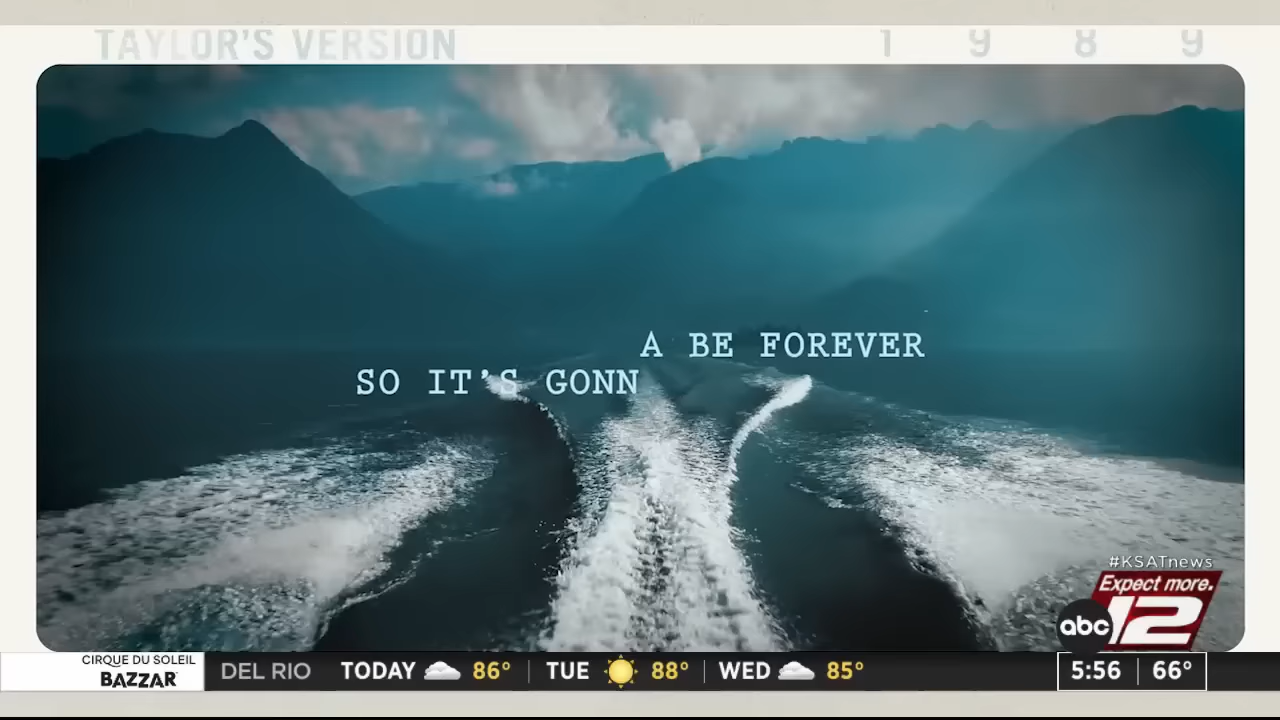 TAYLOR'S VERSION 1 9 8 9
A BE FOREVER
SO IT'S GONN
#KSATnews
Expect more.
abc 12
CIRQUE DU SOLEIL
BAZZAR
DEL RIO TODAY 86° TUE 88° WED 85° 5:56 66°